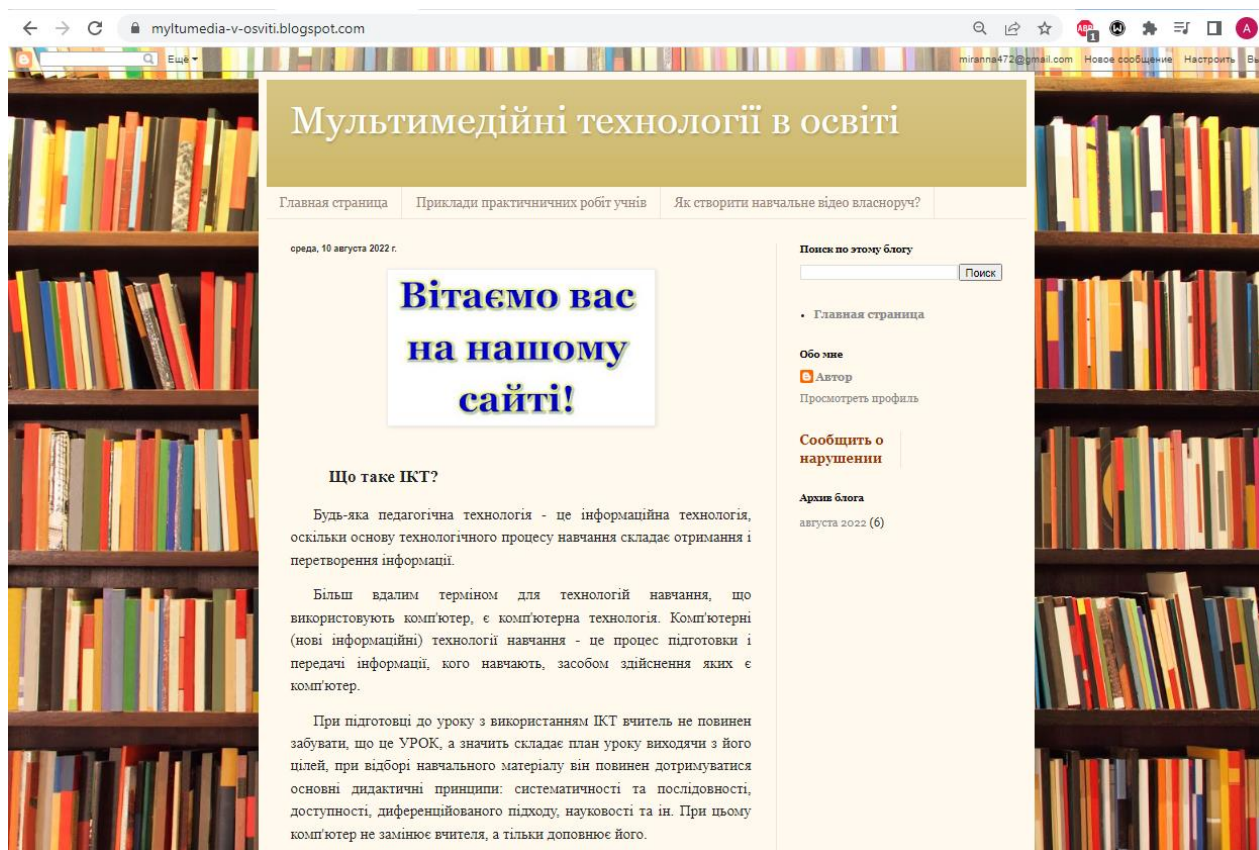 myltumedia-v-osviti.blogspot.com
ABP
1
A
Ещё
miranna472@gmail.com Новое сообщение Настроить Вы
Мультимедійні технології в освіті
Главная страница Приклади практичничних робіт учнів Як створити навчальне відео власноруч?
среда, 10 августа 2022 г.
Вітаємо вас
на нашому
сайті!
Що таке ІКТ?
Будь-яка педагогічна технологія - це інформаційна технологія,
оскільки основу технологічного процесу навчання складає отримання і
перетворення інформації.
Більш вдалим терміном для технологій навчання, що
використовують комп'ютер, є комп'ютерна технологія. Комп'ютерні
(нові інформаційні) технології навчання - це процес підготовки і
передачі інформації, кого навчають, засобом здійснення яких є
комп'ютер.
При підготовці до уроку з використанням ІКТ вчитель не повинен
забувати, що це УРОК, а значить складає план уроку виходячи з його
цілей, при відборі навчального матеріалу він повинен дотримуватися
основні дидактичні принципи: систематичності та послідовності,
доступності, диференційованого підходу, науковості та ін. При цьому
комп'ютер не замінює вчителя, а тільки доповнює його.
Поиск по этому блогу
Поиск
Главная страница
Обо мне
Автор
Просмотреть профиль
Сообщить о
нарушении
Архив блога
августа 2022 (6)